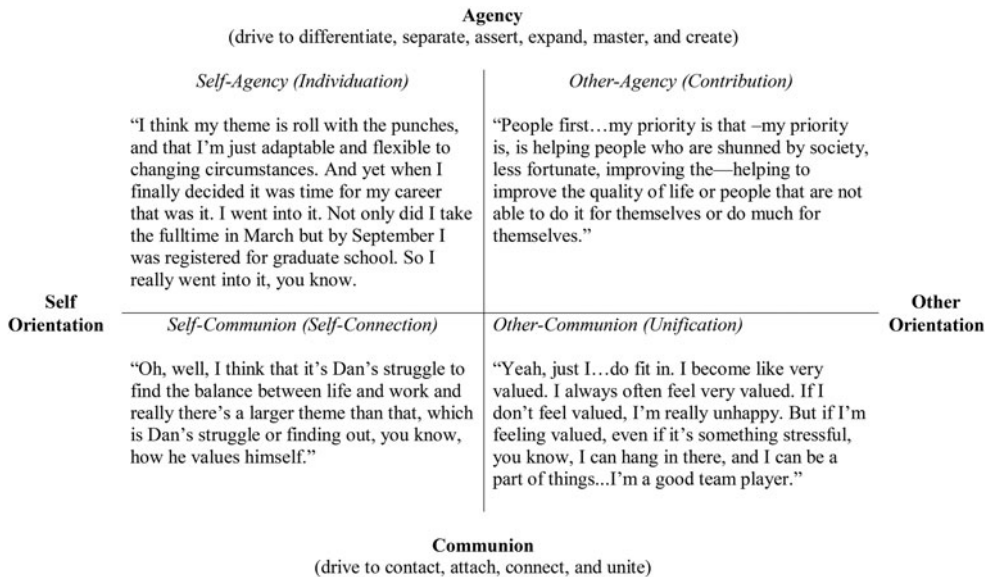 Agency
(drive to differentiate, separate, assert, expand, master, and create)
Self-Agency (Individuation)
“I think my theme is roll with the punches,
and that I’m just adaptable and flexible to
changing circumstances. And yet when I
finally decided it was time for my career
that was it. I went into it. Not only did I take
the fulltime in March but by September I
was registered for graduate school. So I
really went into it, you know.
Other-Agency (Contribution)
“People first…my priority is that –my priority
is, is helping people who are shunned by society,
less fortunate, improving the—helping to
improve the quality of life or people that are not
able to do it for themselves or do much for
themselves.”
Self
Orientation
Other
Orientation
Self-Communion (Self-Connection)
“Oh, well, I think that it’s Dan’s struggle to
find the balance between life and work and
really there’s a larger theme than that, which
is Dan’s struggle or finding out, you know,
how he values himself.”
Other-Communion (Unification)
“Yeah, just I…do fit in. I become like very
valued. I always often feel very valued. If I
don’t feel valued, I’m really unhappy. But if I’m
feeling valued, even if it’s something stressful,
you know, I can hang in there, and I can be a
part of things...I’m a good team player.”
Communion
(drive to contact, attach, connect, and unite)